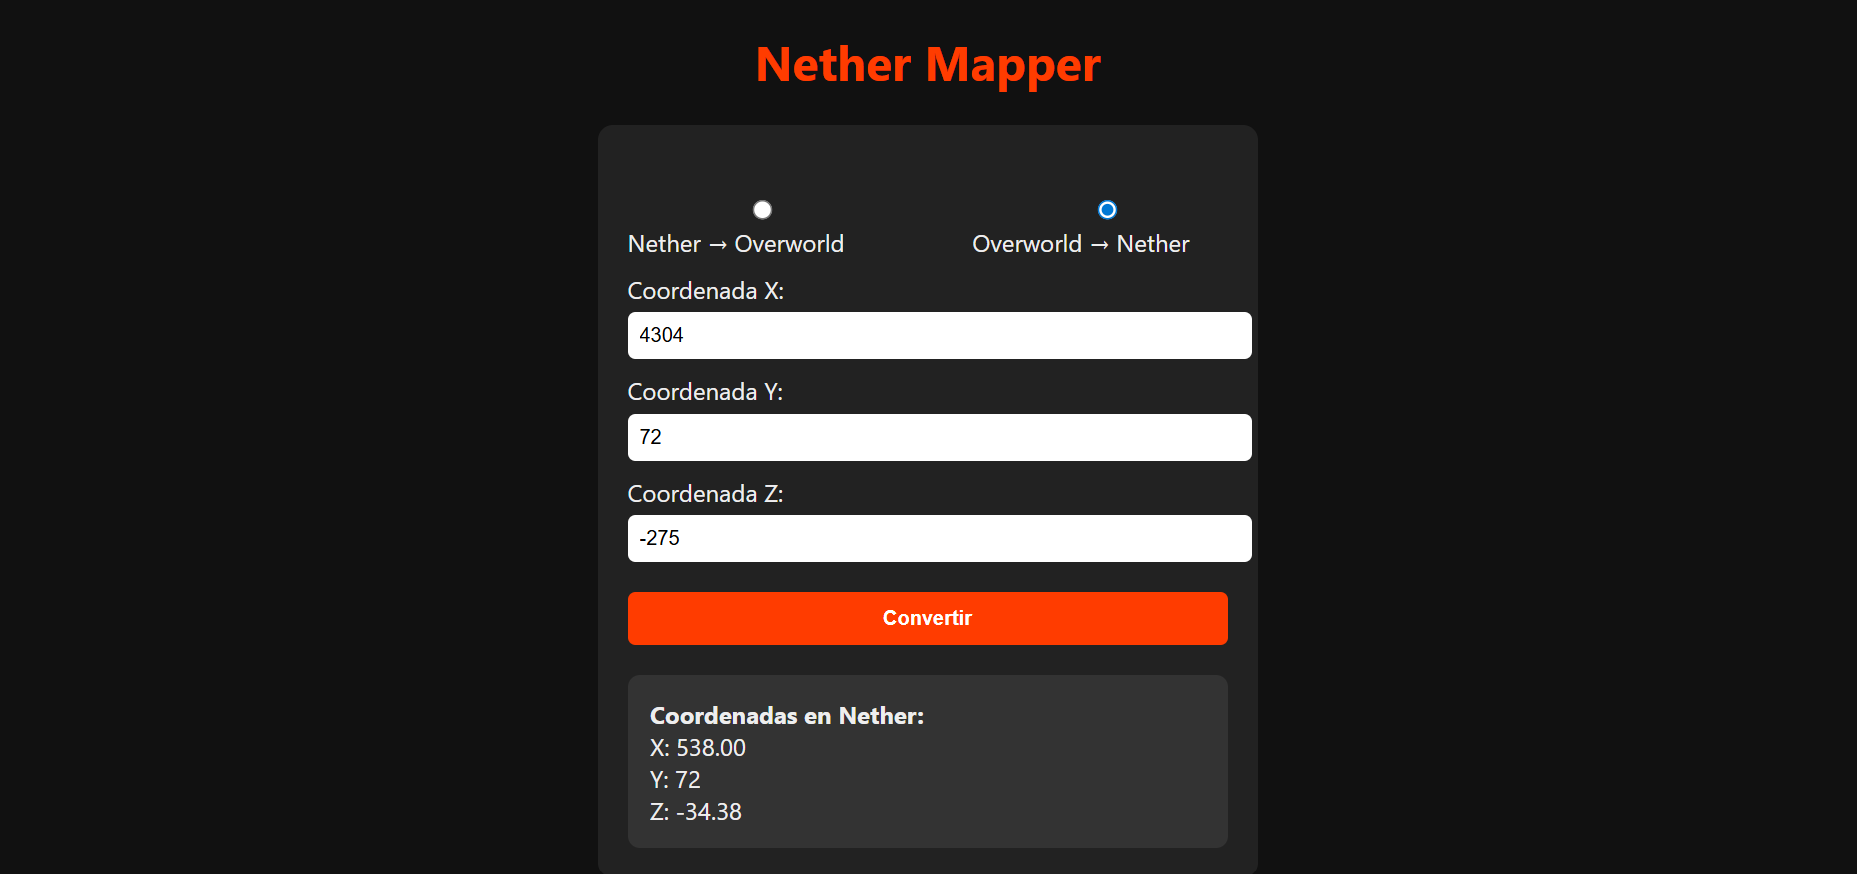 Nether Mapper
Nether → Overworld
Overworld → Nether
Coordenada X:
4304
Coordenada Y:
72
Coordenada Z:
-275
Convertir
Coordenadas en Nether:
X: 538.00
Y: 72
Z: -34.38